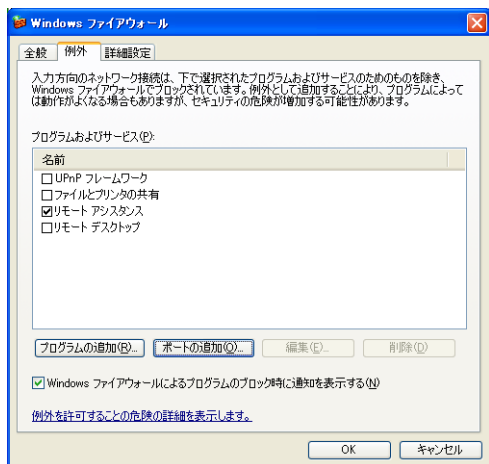 Windows ファイアウォール
全般 例外 詳細設定
入力方向のネットワーク接続は、下で選択されたプログラムおよびサービスのためのものを除き、
Windows ファイアウォールでブロックされています。例外として追加することにより、プログラムによって
は動作がよくなる場合もありますが、セキュリティの危険が増加する可能性があります。
プログラムおよびサービス(P):
名前
UPnP フレームワーク
ファイルとプリンタの共有
リモート アシスタンス
リモート デスクトップ
プログラムの追加(R)... ポートの追加(O)... 編集(E)... 削除(D)
Windows ファイアウォールによるプログラムのブロック時に通知を表示する(N)
例外を許可することの危険の詳細を表示します。
OK キャンセル